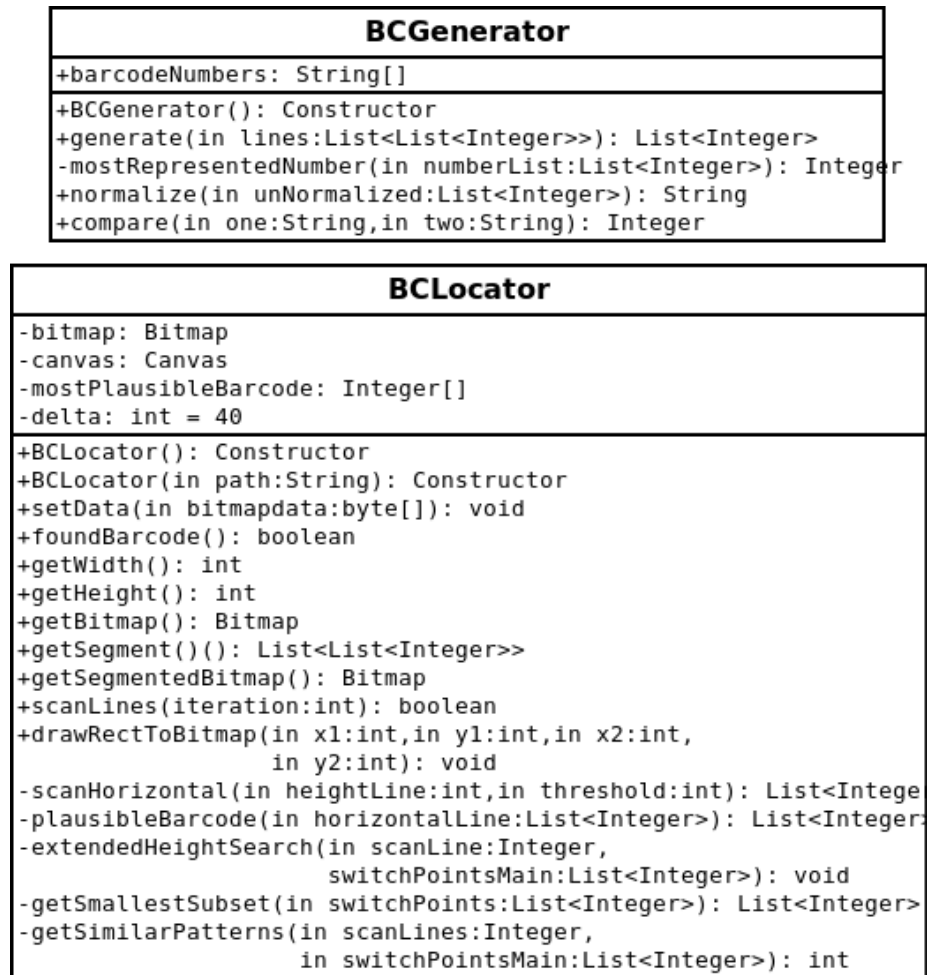 BCGenerator
+barcodeNumbers: String[]
+BCGenerator(): Constructor
+generate(in lines:List<List<Integer>>): List<Integer>
-mostRepresentedNumber(in numberList:List<Integer>): Integer
+normalize(in unNormalized:List<Integer>): String
+compare(in one:String,in two:String): Integer
BCLocator
-bitmap: Bitmap
-canvas: Canvas
-mostPlausibleBarcode: Integer[]
-delta: int = 40
+BCLocator(): Constructor
+BCLocator(in path:String): Constructor
+setData(in bitmapdata:byte[]): void
+foundBarcode(): boolean
+getWidth(): int
+getHeight(): int
+getBitmap(): Bitmap
+getSegment()(): List<List<Integer>>
+getSegmentedBitmap(): Bitmap
+scanLines(iteration:int): boolean
+drawRectToBitmap(in x1:int,in y1:int,in x2:int,
in y2:int): void
-scanHorizontal(in heightLine:int,in threshold:int): List<Intege
-plausibleBarcode(in horizontalLine:List<Integer>): List<Integer>
-extendedHeightSearch(in scanLine:Integer,
switchPointsMain:List<Integer>): void
-getSmallestSubset(in switchPoints:List<Integer>): List<Integer>
-getSimilarPatterns(in scanLines:Integer,
in switchPointsMain:List<Integer>): int